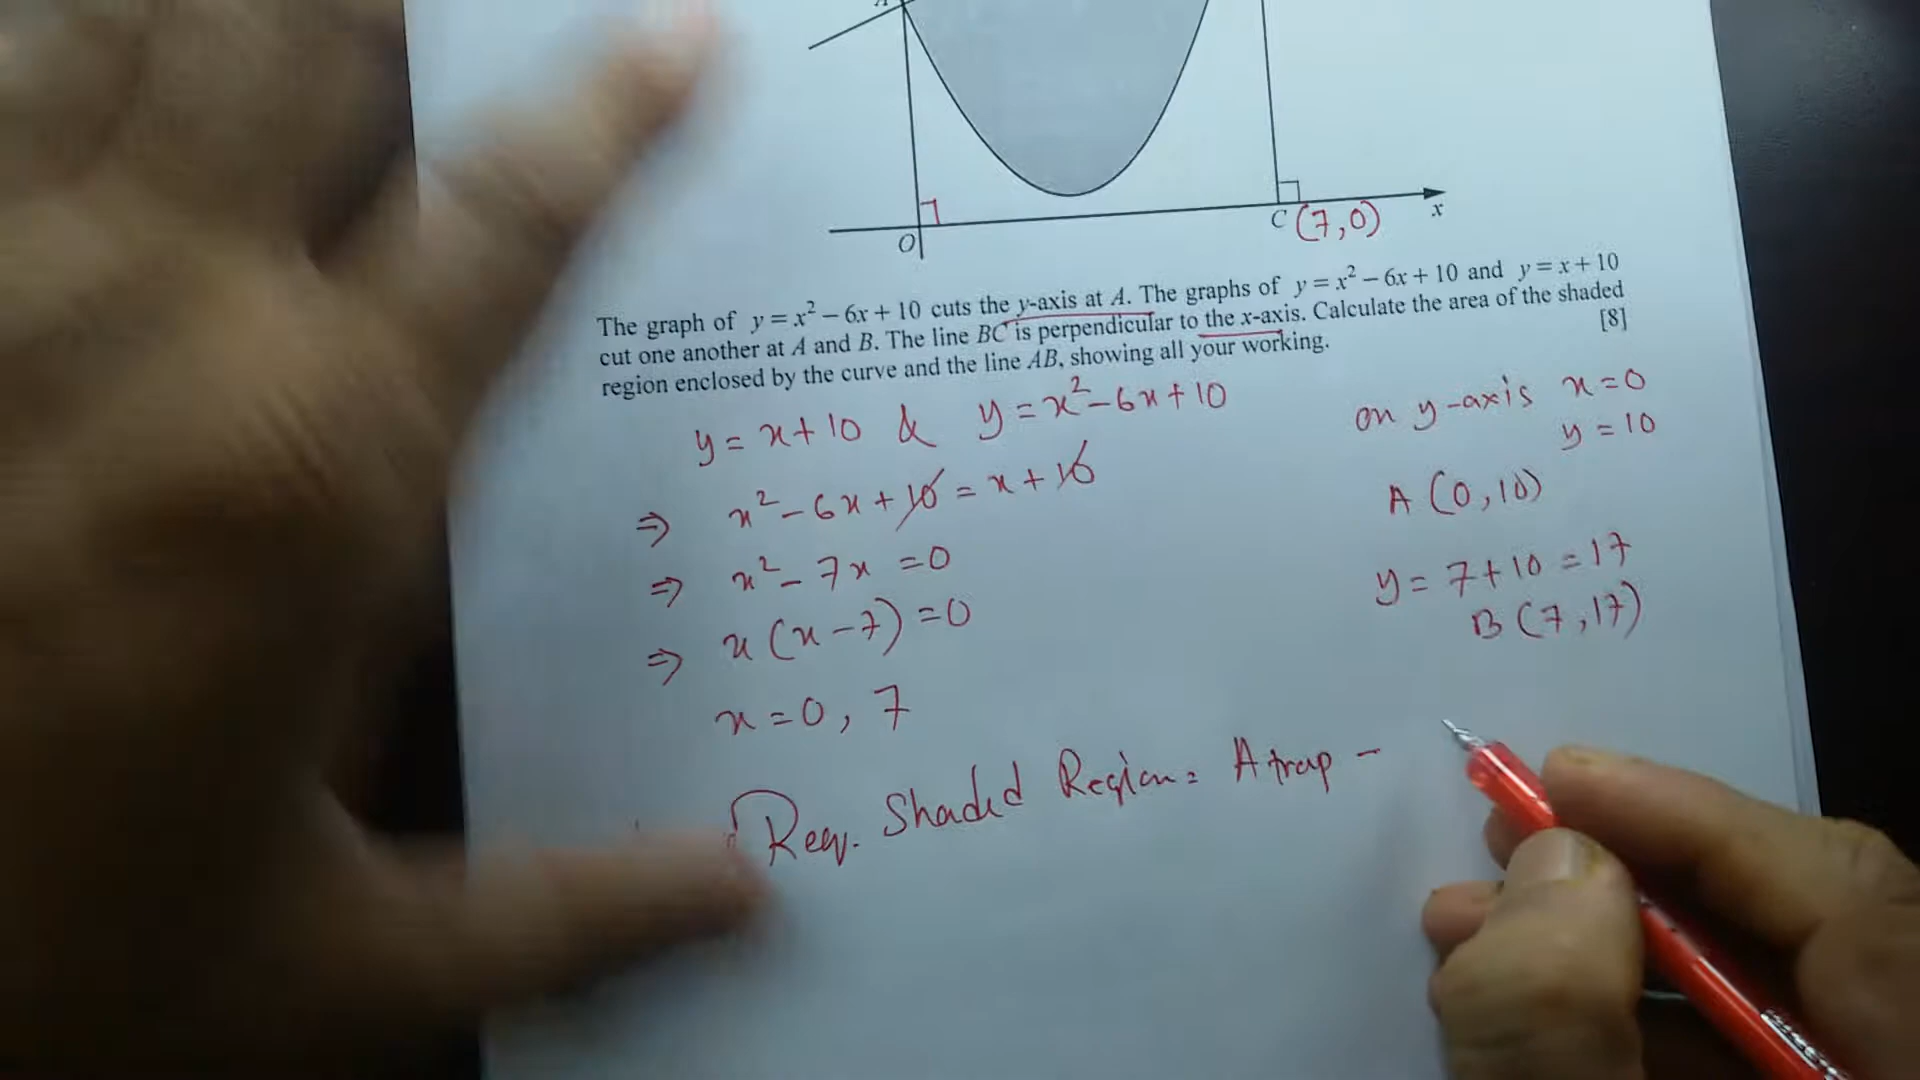 A
O
C (7,0)
x
The graph of y = x² – 6x + 10 cuts the y-axis at A. The graphs of y = x² – 6x + 10 and y = x + 10
cut one another at A and B. The line BC is perpendicular to the x-axis. Calculate the area of the shaded
region enclosed by the curve and the line AB, showing all your working. [8]
y = x + 10 & y = x² – 6x + 10
on y-axis x = 0
y = 10
⇒ x² – 6x + 10 = x + 10
A (0,10)
⇒ x² – 7x = 0
y = 7 + 10 = 17
⇒ x (x – 7) = 0
B (7,17)
x = 0, 7
Req. Shaded Region = A trap –